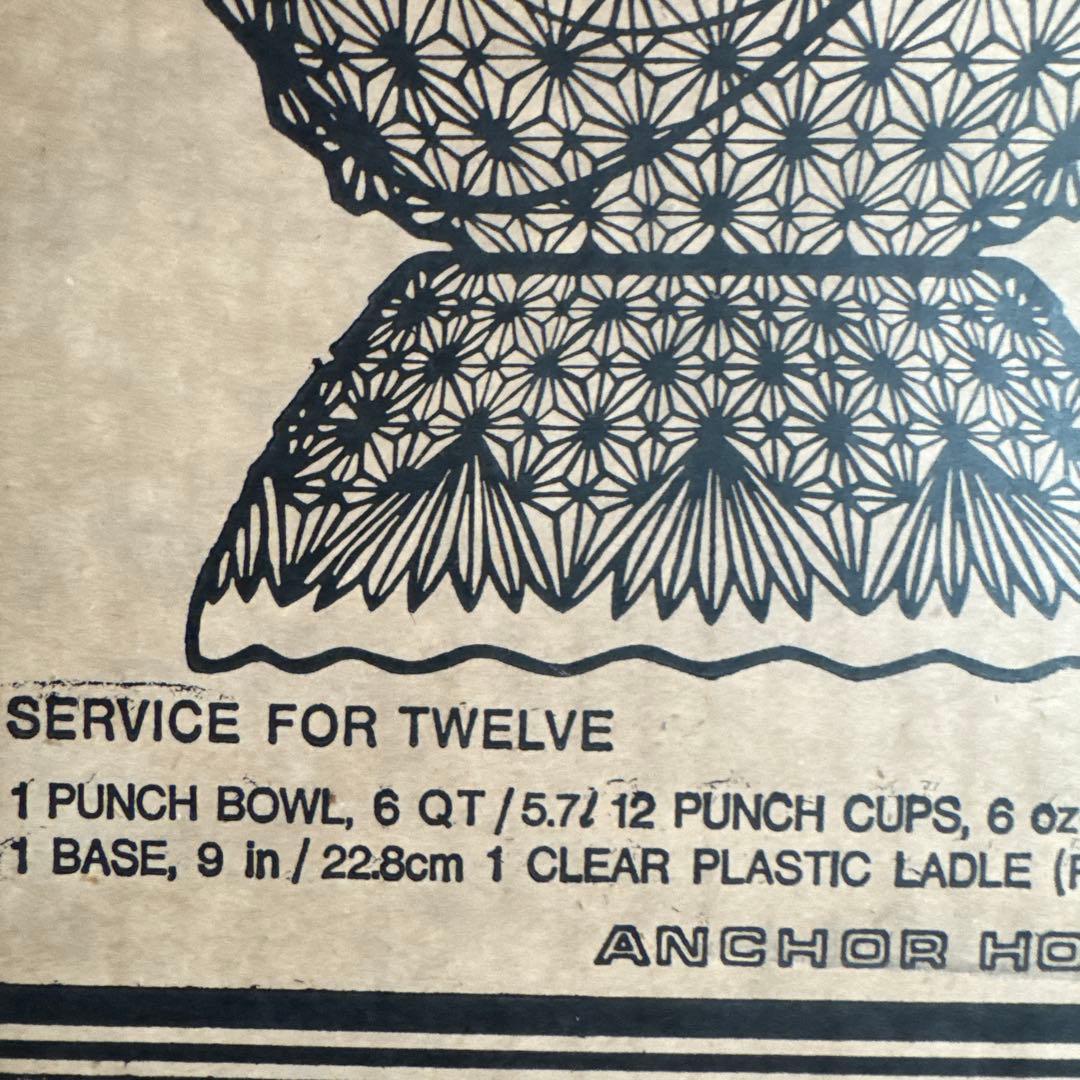 SERVICE FOR TWELVE
1 PUNCH BOWL, 6 QT / 5.7l 12 PUNCH CUPS, 6 oz
1 BASE, 9 in / 22.8cm 1 CLEAR PLASTIC LADLE (P
ANCHOR HO